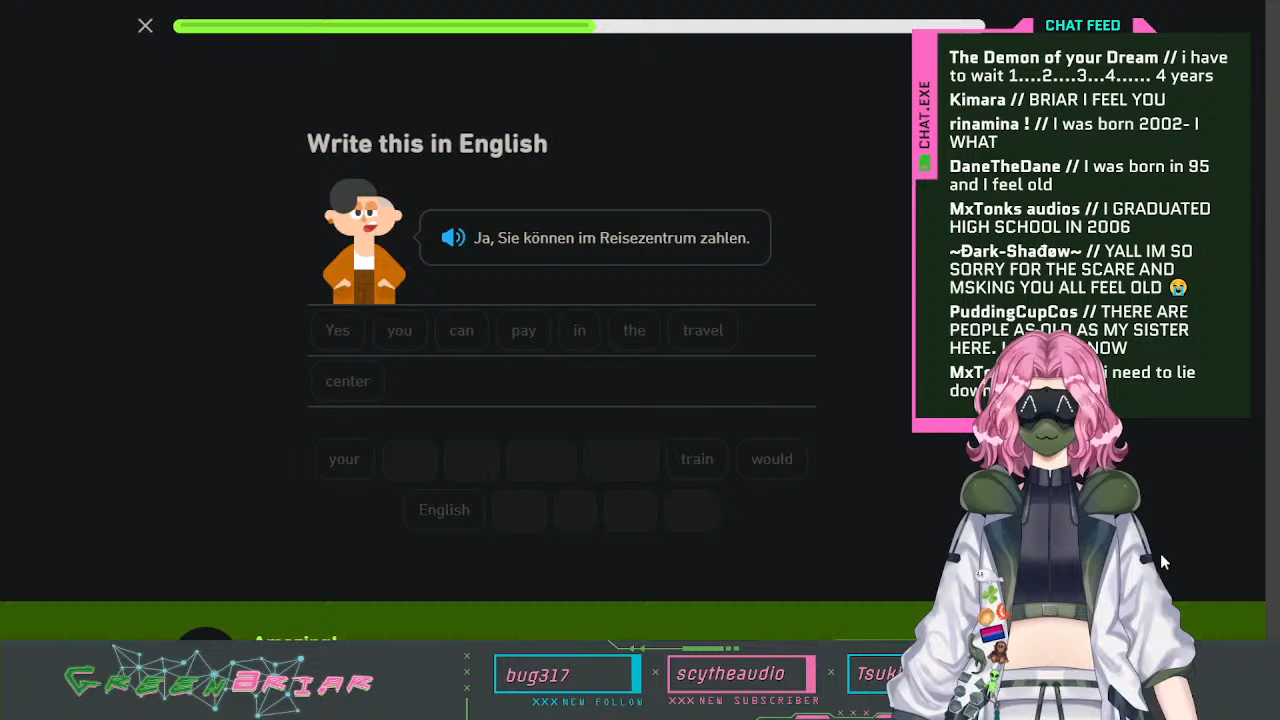 CHAT FEED
CHAT.EXE
The Demon of your Dream // i have
to wait 1....2....3...4...... 4 years
Kimara // BRIAR I FEEL YOU
rinamina ! // I was born 2002- I
WHAT
DaneTheDane // I was born in 95
and I feel old
MxTonks audios // I GRADUATED
HIGH SCHOOL IN 2006
~Đark-Shađøw~ // YALL IM SO
SORRY FOR THE SCARE AND
MSKING YOU ALL FEEL OLD 😭
PuddingCupCos // THERE ARE
PEOPLE AS OLD AS MY SISTER
HERE.
i need to lie
Write this in English
Ja, Sie können im Reisezentrum zahlen.
Yes you can pay in the travel
center
your train would
English
Amazing!
GreenBriar
bug317
XXX NEW FOLLOW
scytheaudio
XXX NEW SUBSCRIBER